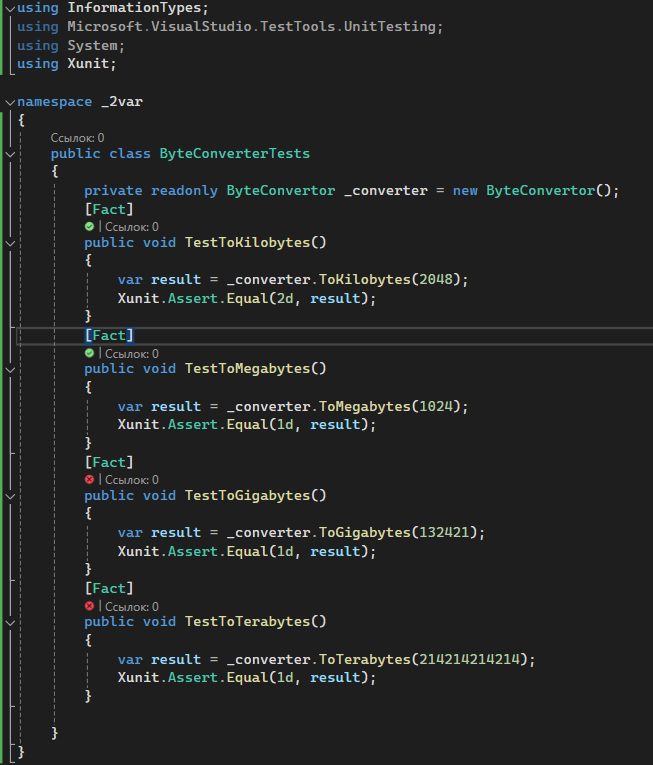 using InformationTypes;
using Microsoft.VisualStudio.TestTools.UnitTesting;
using System;
using Xunit;
namespace _2var
{
Ссылок: 0
public class ByteConverterTests
{
private readonly ByteConvertor _converter = new ByteConvertor();
[Fact]
| Ссылок: 0
public void TestToKilobytes()
{
var result = _converter.ToKilobytes(2048);
Xunit.Assert.Equal(2d, result);
}
[Fact]
| Ссылок: 0
public void TestToMegabytes()
{
var result = _converter.ToMegabytes(1024);
Xunit.Assert.Equal(1d, result);
}
[Fact]
| Ссылок: 0
public void TestToGigabytes()
{
var result = _converter.ToGigabytes(132421);
Xunit.Assert.Equal(1d, result);
}
[Fact]
| Ссылок: 0
public void TestToTerabytes()
{
var result = _converter.ToTerabytes(214214214214);
Xunit.Assert.Equal(1d, result);
}
}
}